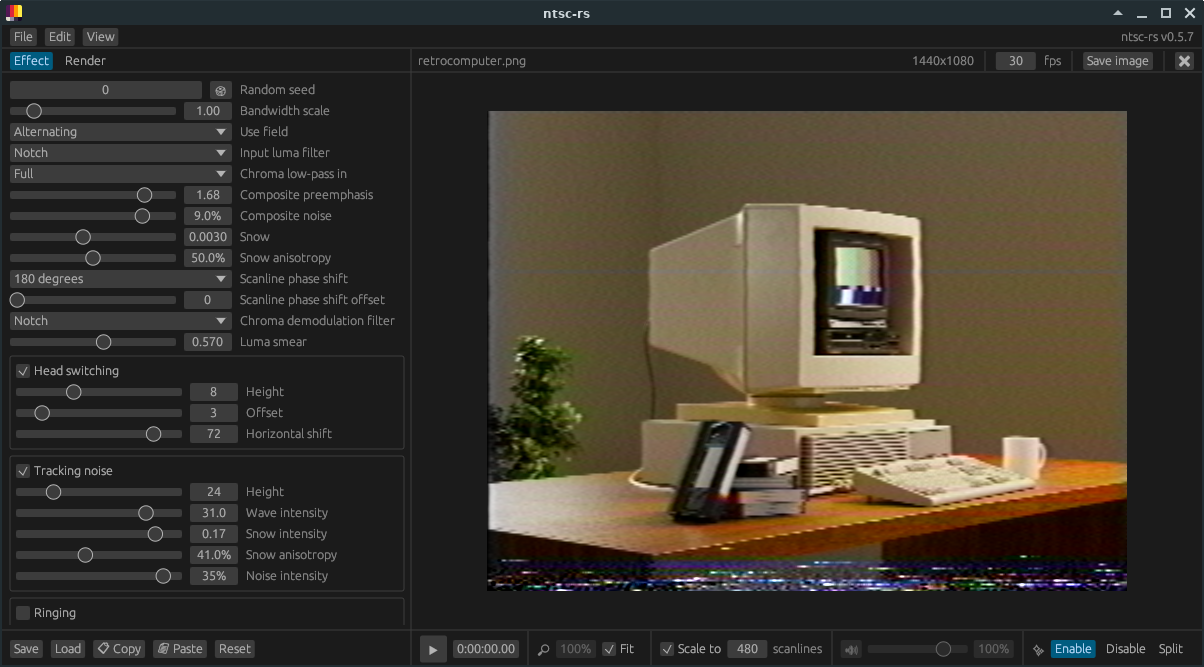 ntsc-rs
File Edit View ntsc-rs v0.5.7
Effect Render retrocomputer.png 1440x1080 30 fps Save image
0 Random seed
1.00 Bandwidth scale
Alternating Use field
Notch Input luma filter
Full Chroma low-pass in
1.68 Composite preemphasis
9.0% Composite noise
0.0030 Snow
50.0% Snow anisotropy
180 degrees Scanline phase shift
0 Scanline phase shift offset
Notch Chroma demodulation filter
0.570 Luma smear
Head switching
8 Height
3 Offset
72 Horizontal shift
Tracking noise
24 Height
31.0 Wave intensity
0.17 Snow intensity
41.0% Snow anisotropy
35% Noise intensity
Ringing
Save Load Copy Paste Reset 0:00:00.00 100% Fit Scale to 480 scanlines 100% Enable Disable Split